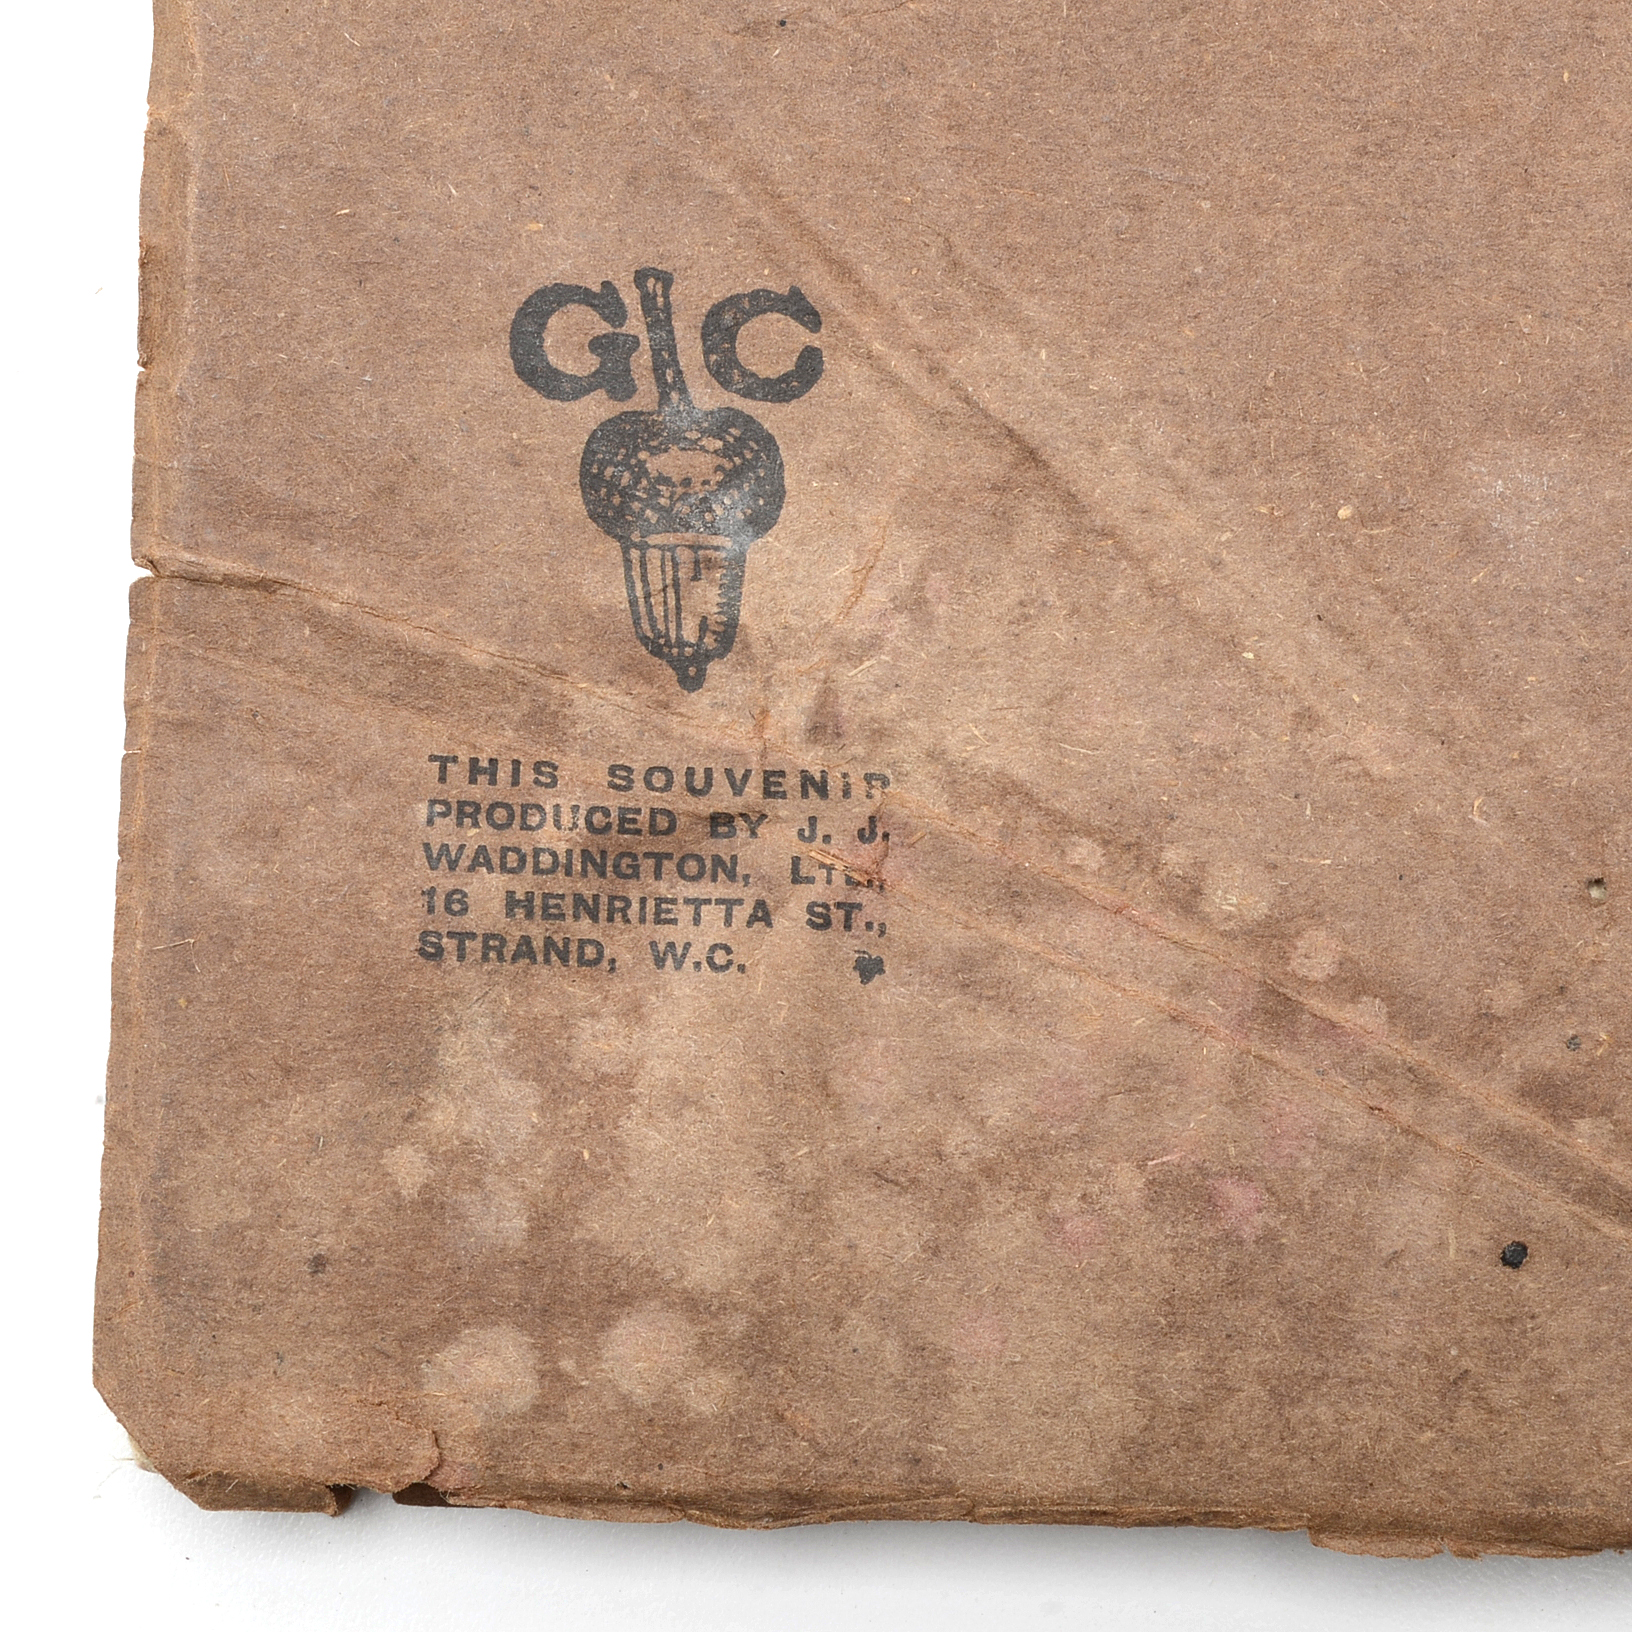 G C
THIS SOUVENIR
PRODUCED BY J. J.
WADDINGTON, LTD.,
16 HENRIETTA ST.,
STRAND, W.C.